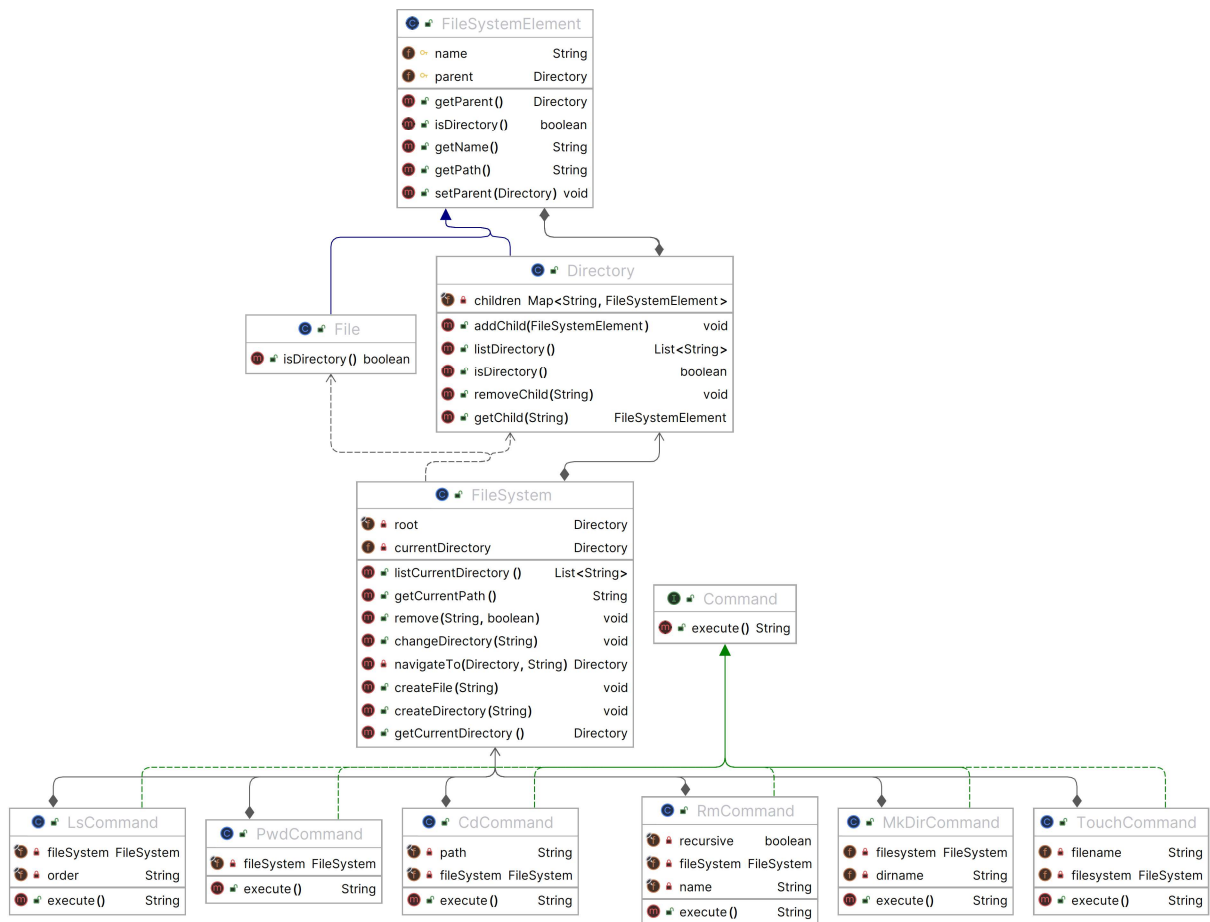 FileSystemElement
name String
parent Directory
getParent() Directory
isDirectory() boolean
getName() String
getPath() String
setParent(Directory) void
Directory
children Map<String, FileSystemElement>
addChild(FileSystemElement) void
listDirectory() List<String>
isDirectory() boolean
removeChild(String) void
getChild(String) FileSystemElement
File
isDirectory() boolean
FileSystem
root Directory
currentDirectory Directory
listCurrentDirectory() List<String>
getCurrentPath() String
remove(String, boolean) void
changeDirectory(String) void
navigateTo(Directory, String) Directory
createFile(String) void
createDirectory(String) void
getCurrentDirectory() Directory
Command
execute() String
LsCommand
fileSystem FileSystem
order String
execute() String
PwdCommand
fileSystem FileSystem
execute() String
CdCommand
path String
fileSystem FileSystem
execute() String
RmCommand
recursive boolean
fileSystem FileSystem
name String
execute() String
MkDirCommand
filesystem FileSystem
dirname String
execute() String
TouchCommand
filename String
filesystem FileSystem
execute() String